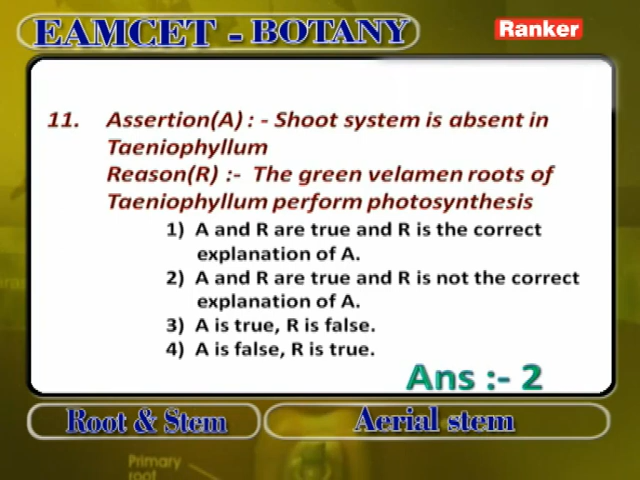 EAMCET - BOTANY
Ranker
11. Assertion(A) : - Shoot system is absent in
Taeniophyllum
Reason(R) :- The green velamen roots of
Taeniophyllum perform photosynthesis
1) A and R are true and R is the correct
explanation of A.
2) A and R are true and R is not the correct
explanation of A.
3) A is true, R is false.
4) A is false, R is true.
Ans :- 2
Root & Stem
Aerial stem
Primary
root